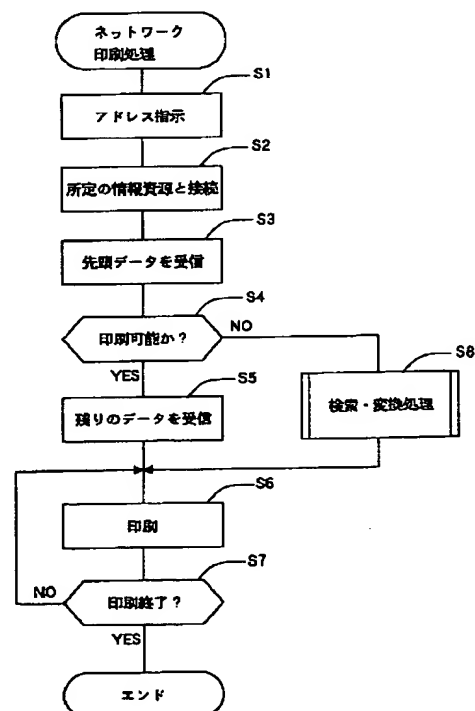 ネットワーク
印刷処理
S1
アドレス指示
S2
所定の情報資源と接続
S3
先頭データを受信
S4
印刷可能か？
NO
YES
S5
残りのデータを受信
S8
検索・変換処理
S6
印刷
S7
印刷終了？
NO
YES
エンド